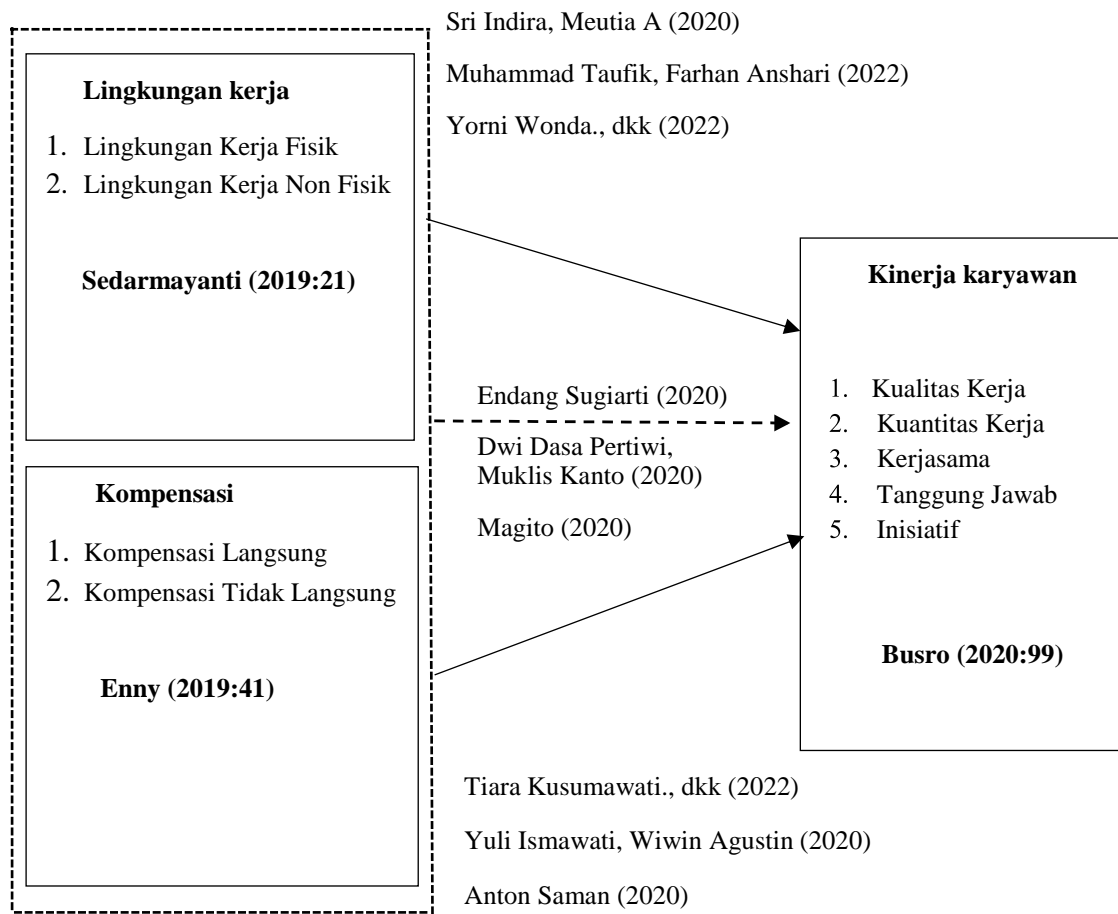 Sri Indira, Meutia A (2020)
Muhammad Taufik, Farhan Anshari (2022)
Yorni Wonda., dkk (2022)
Lingkungan kerja
1. Lingkungan Kerja Fisik
2. Lingkungan Kerja Non Fisik
Sedarmayanti (2019:21)
Endang Sugiarti (2020)
Dwi Dasa Pertiwi,
Muklis Kanto (2020)
Magito (2020)
Kompensasi
1. Kompensasi Langsung
2. Kompensasi Tidak Langsung
Enny (2019:41)
Kinerja karyawan
1. Kualitas Kerja
2. Kuantitas Kerja
3. Kerjasama
4. Tanggung Jawab
5. Inisiatif
Busro (2020:99)
Tiara Kusumawati., dkk (2022)
Yuli Ismawati, Wiwin Agustin (2020)
Anton Saman (2020)